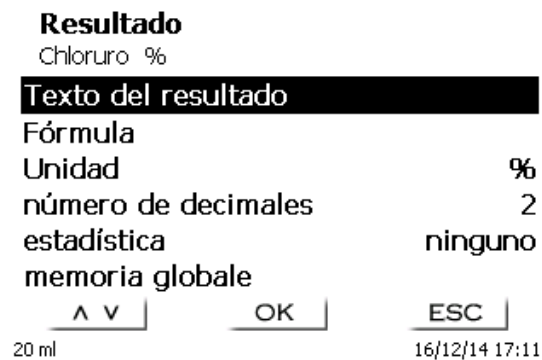 Resultado
Chloruro %
Texto del resultado
Fórmula
Unidad %
número de decimales 2
estadística ninguno
memoria globale
∧ ∨ OK ESC
20 ml 16/12/14 17:11